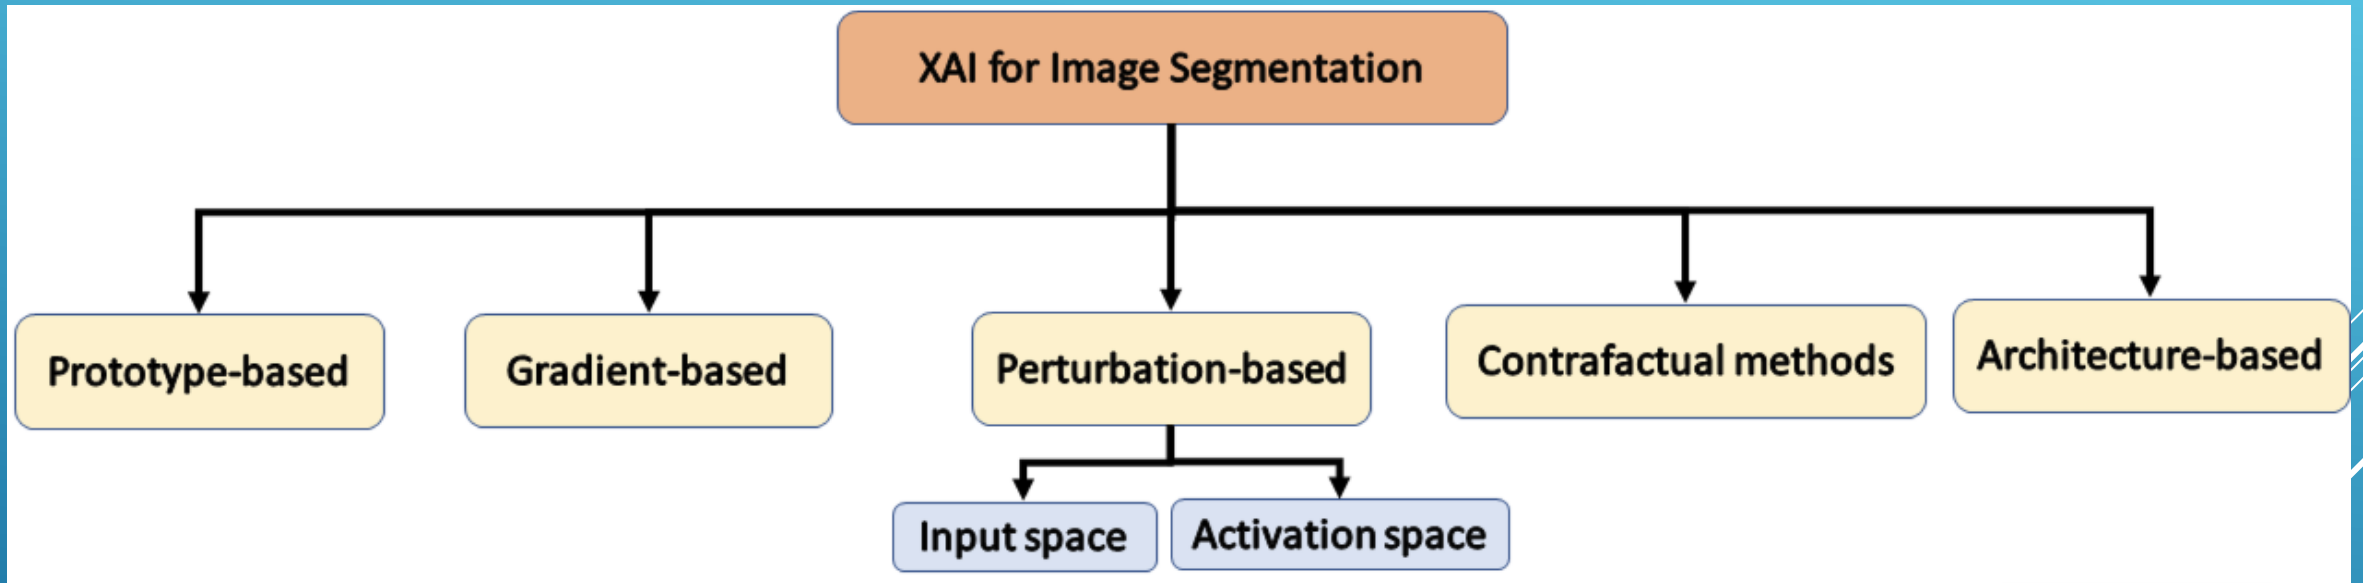 XAI for Image Segmentation
Prototype-based
Gradient-based
Perturbation-based
Contrafactual methods
Architecture-based
Input space
Activation space